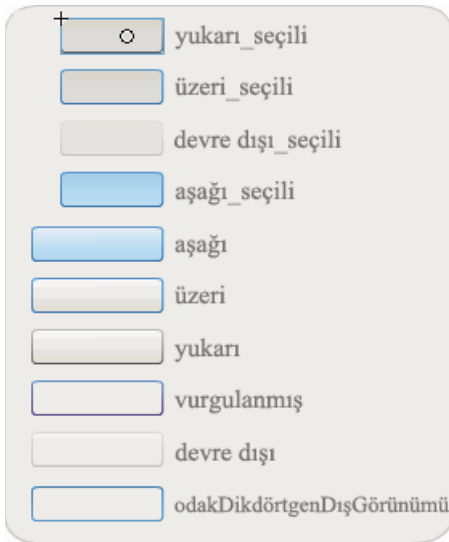 yukarı_seçili
üzeri_seçili
devre dışı_seçili
aşağı_seçili
aşağı
üzeri
yukarı
vurgulanmış
devre dışı
odakDikdörtgenDışGörünümü